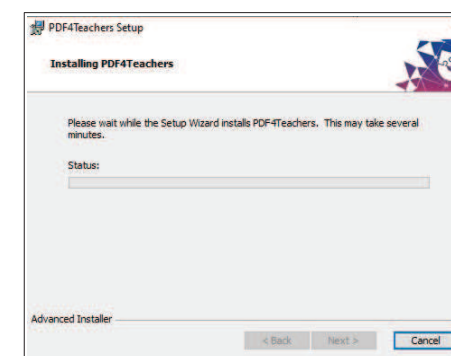 PDF4Teachers Setup
Installing PDF4Teachers
Please wait while the Setup Wizard installs PDF4Teachers. This may take several
minutes.
Status:
Advanced Installer
< Back Next > Cancel